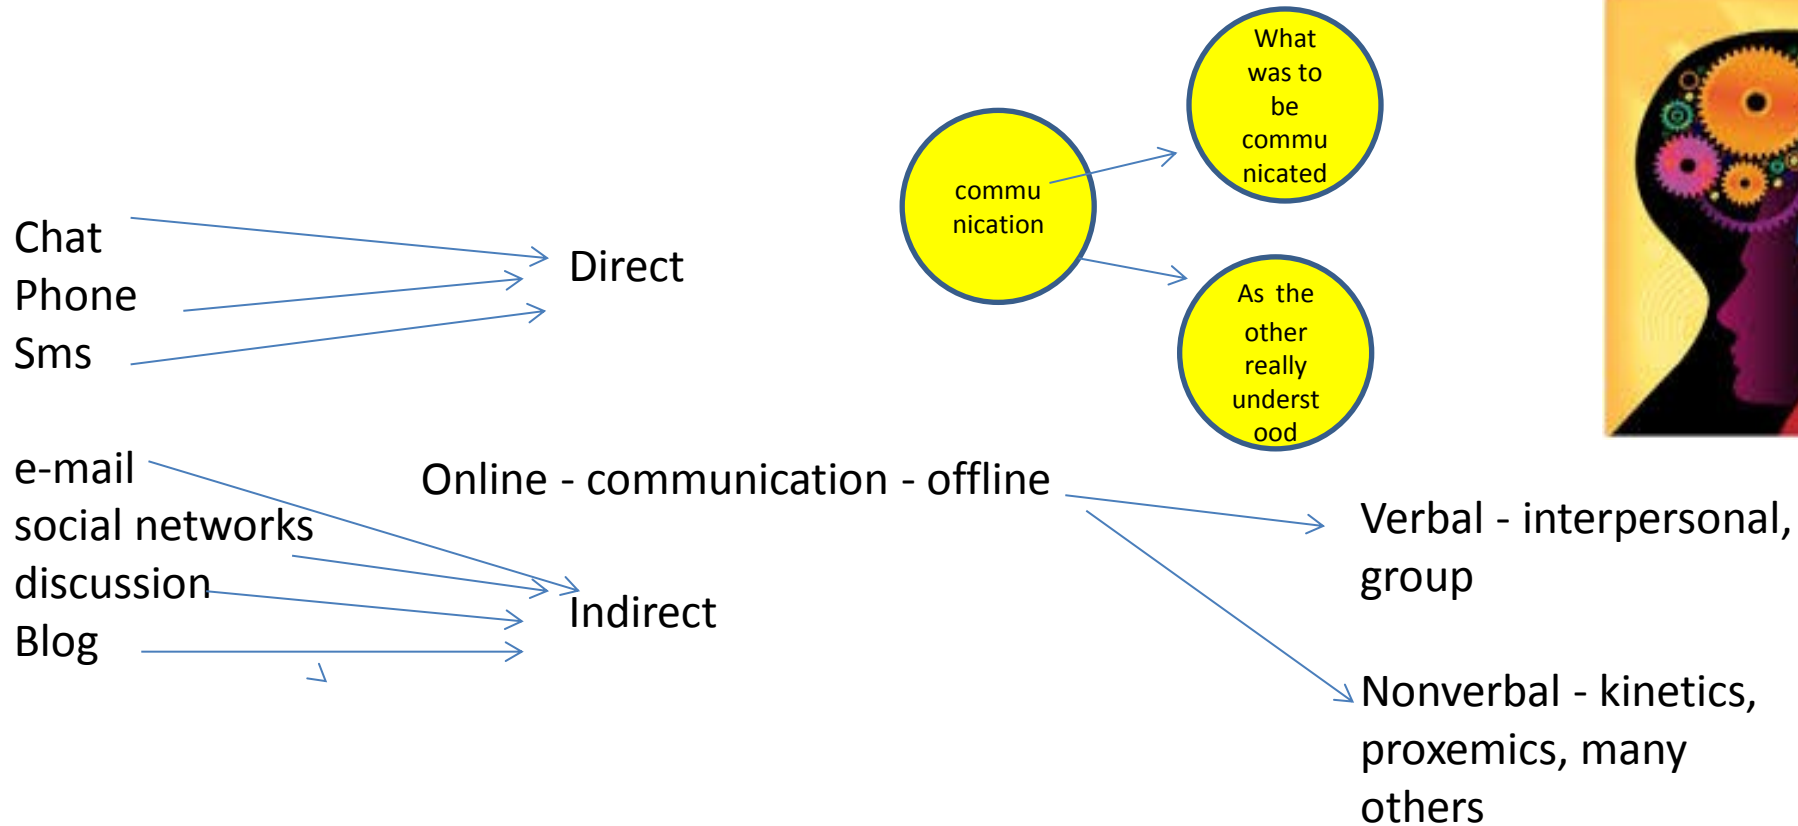 Chat
Phone
Sms
Direct
commu
nication
What
was to
be
commu
nicated
As the
other
really
underst
ood
e-mail
social networks
discussion
Blog
Indirect
Online - communication - offline
Verbal - interpersonal,
group
Nonverbal - kinetics,
proxemics, many
others